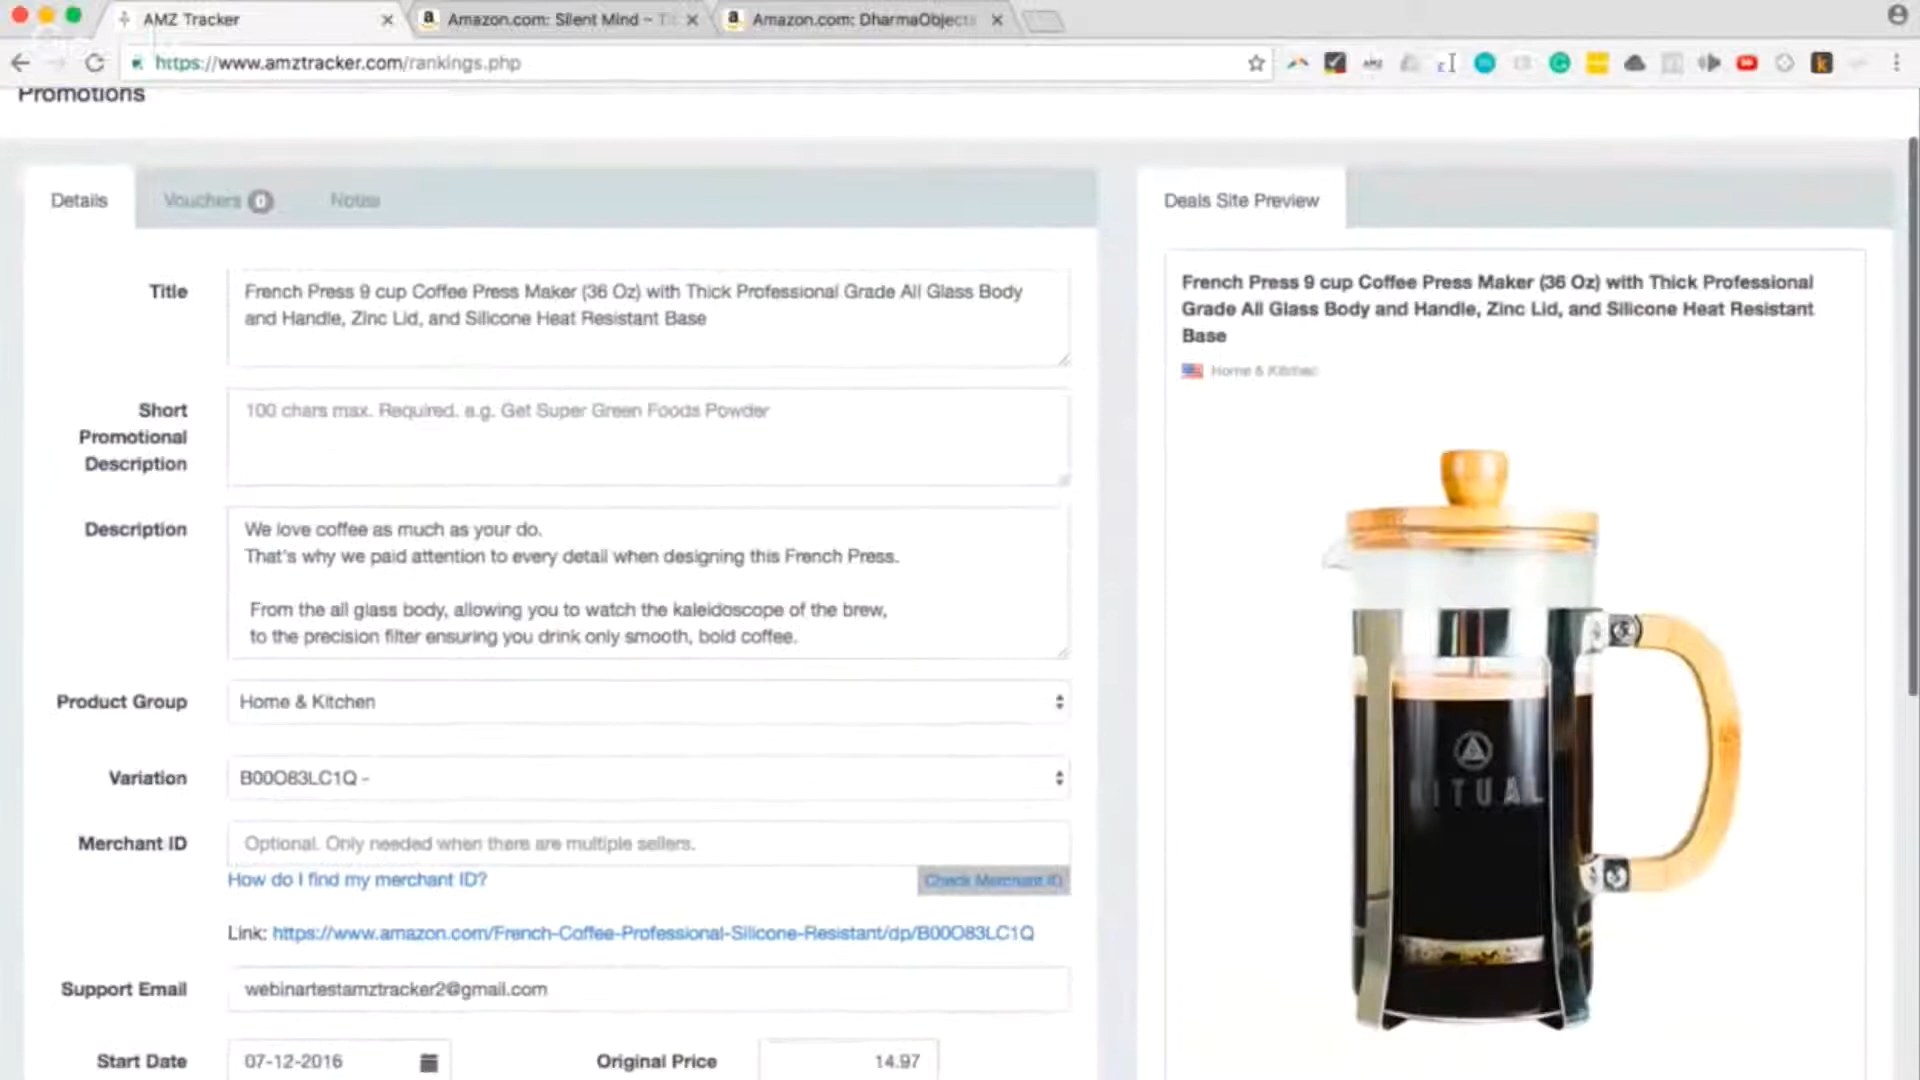 AMZ Tracker
Amazon.com: Silent Mind ~ T
Amazon.com: DharmaObjects
https://www.amztracker.com/rankings.php
Promotions
Details
Vouchers 0
Notes
Deals Site Preview
Title
French Press 9 cup Coffee Press Maker (36 Oz) with Thick Professional Grade All Glass Body
and Handle, Zinc Lid, and Silicone Heat Resistant Base
Short
Promotional
Description
100 chars max. Required. e.g. Get Super Green Foods Powder
Description
We love coffee as much as your do.
That's why we paid attention to every detail when designing this French Press.
From the all glass body, allowing you to watch the kaleidoscope of the brew,
to the precision filter ensuring you drink only smooth, bold coffee.
Product Group
Home & Kitchen
Variation
B00O83LC1Q -
Merchant ID
Optional. Only needed when there are multiple sellers.
How do I find my merchant ID?
Check Merchant ID
Link: https://www.amazon.com/French-Coffee-Professional-Silicone-Resistant/dp/B00O83LC1Q
Support Email
webinartestamztracker2@gmail.com
Start Date
07-12-2016
Original Price
14.97
French Press 9 cup Coffee Press Maker (36 Oz) with Thick Professional
Grade All Glass Body and Handle, Zinc Lid, and Silicone Heat Resistant
Base
Home & Kitchen
RITUAL